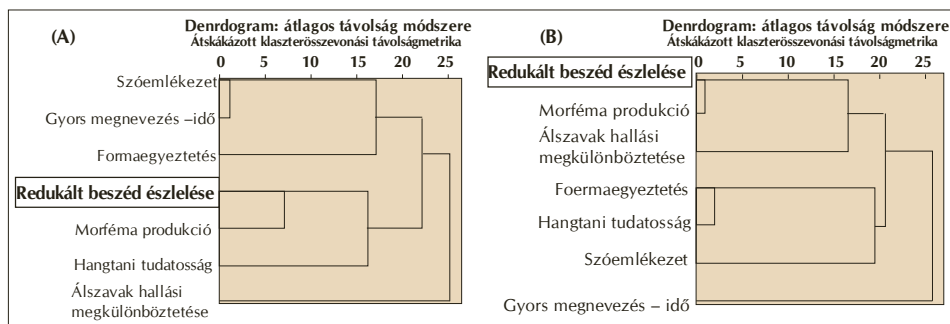 (A)
Denrdogram: átlagos távolság módszere
Átskákázott klaszterösszevonási távolságmetrika
0 5 10 15 20 25
Szóemlékezet
Gyors megnevezés –idő
Formaegyeztetés
Redukált beszéd észlelése
Morféma produkció
Hangtani tudatosság
Álszavak hallási
megkülönböztetése
(B)
Denrdogram: átlagos távolság módszere
Átskákázott klaszterösszevonási távolságmetrika
0 5 10 15 20 25
Redukált beszéd észlelése
Morféma produkció
Álszavak hallási
megkülönböztetése
Foermaegyeztetés
Hangtani tudatosság
Szóemlékezet
Gyors megnevezés – idő